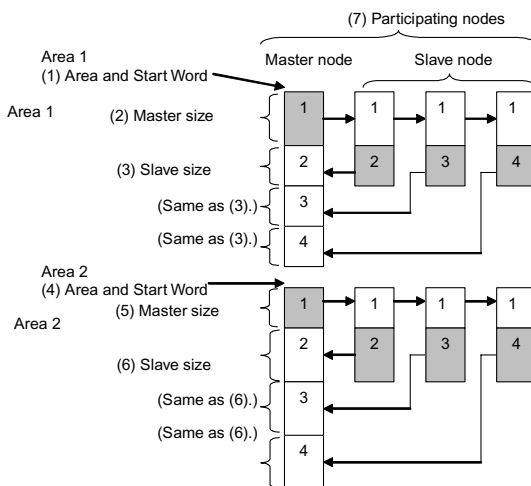 (7) Participating nodes
Area 1
(1) Area and Start Word
Master node
Slave node
Area 1
(2) Master size
1 1 1 1
(3) Slave size
2 2 3 4
(Same as (3).)
3
(Same as (3).)
4
Area 2
(4) Area and Start Word
Area 2
(5) Master size
1 1 1 1
(6) Slave size
2 2 3 4
(Same as (6).)
3
(Same as (6).)
4